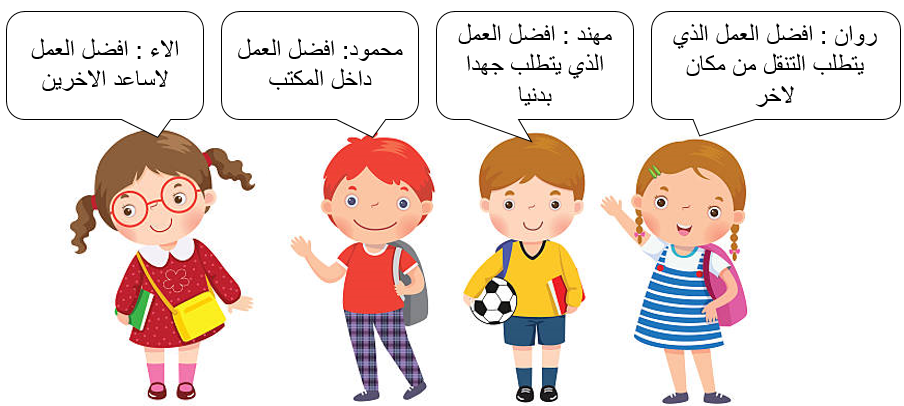 روان : افضل العمل الذي
يتطلب التنقل من مكان
لاخر
مهند : افضل العمل
الذي يتطلب جهدا
بدنيا
محمود: افضل العمل
داخل المكتب
الاء : افضل العمل
لاساعد الاخرين